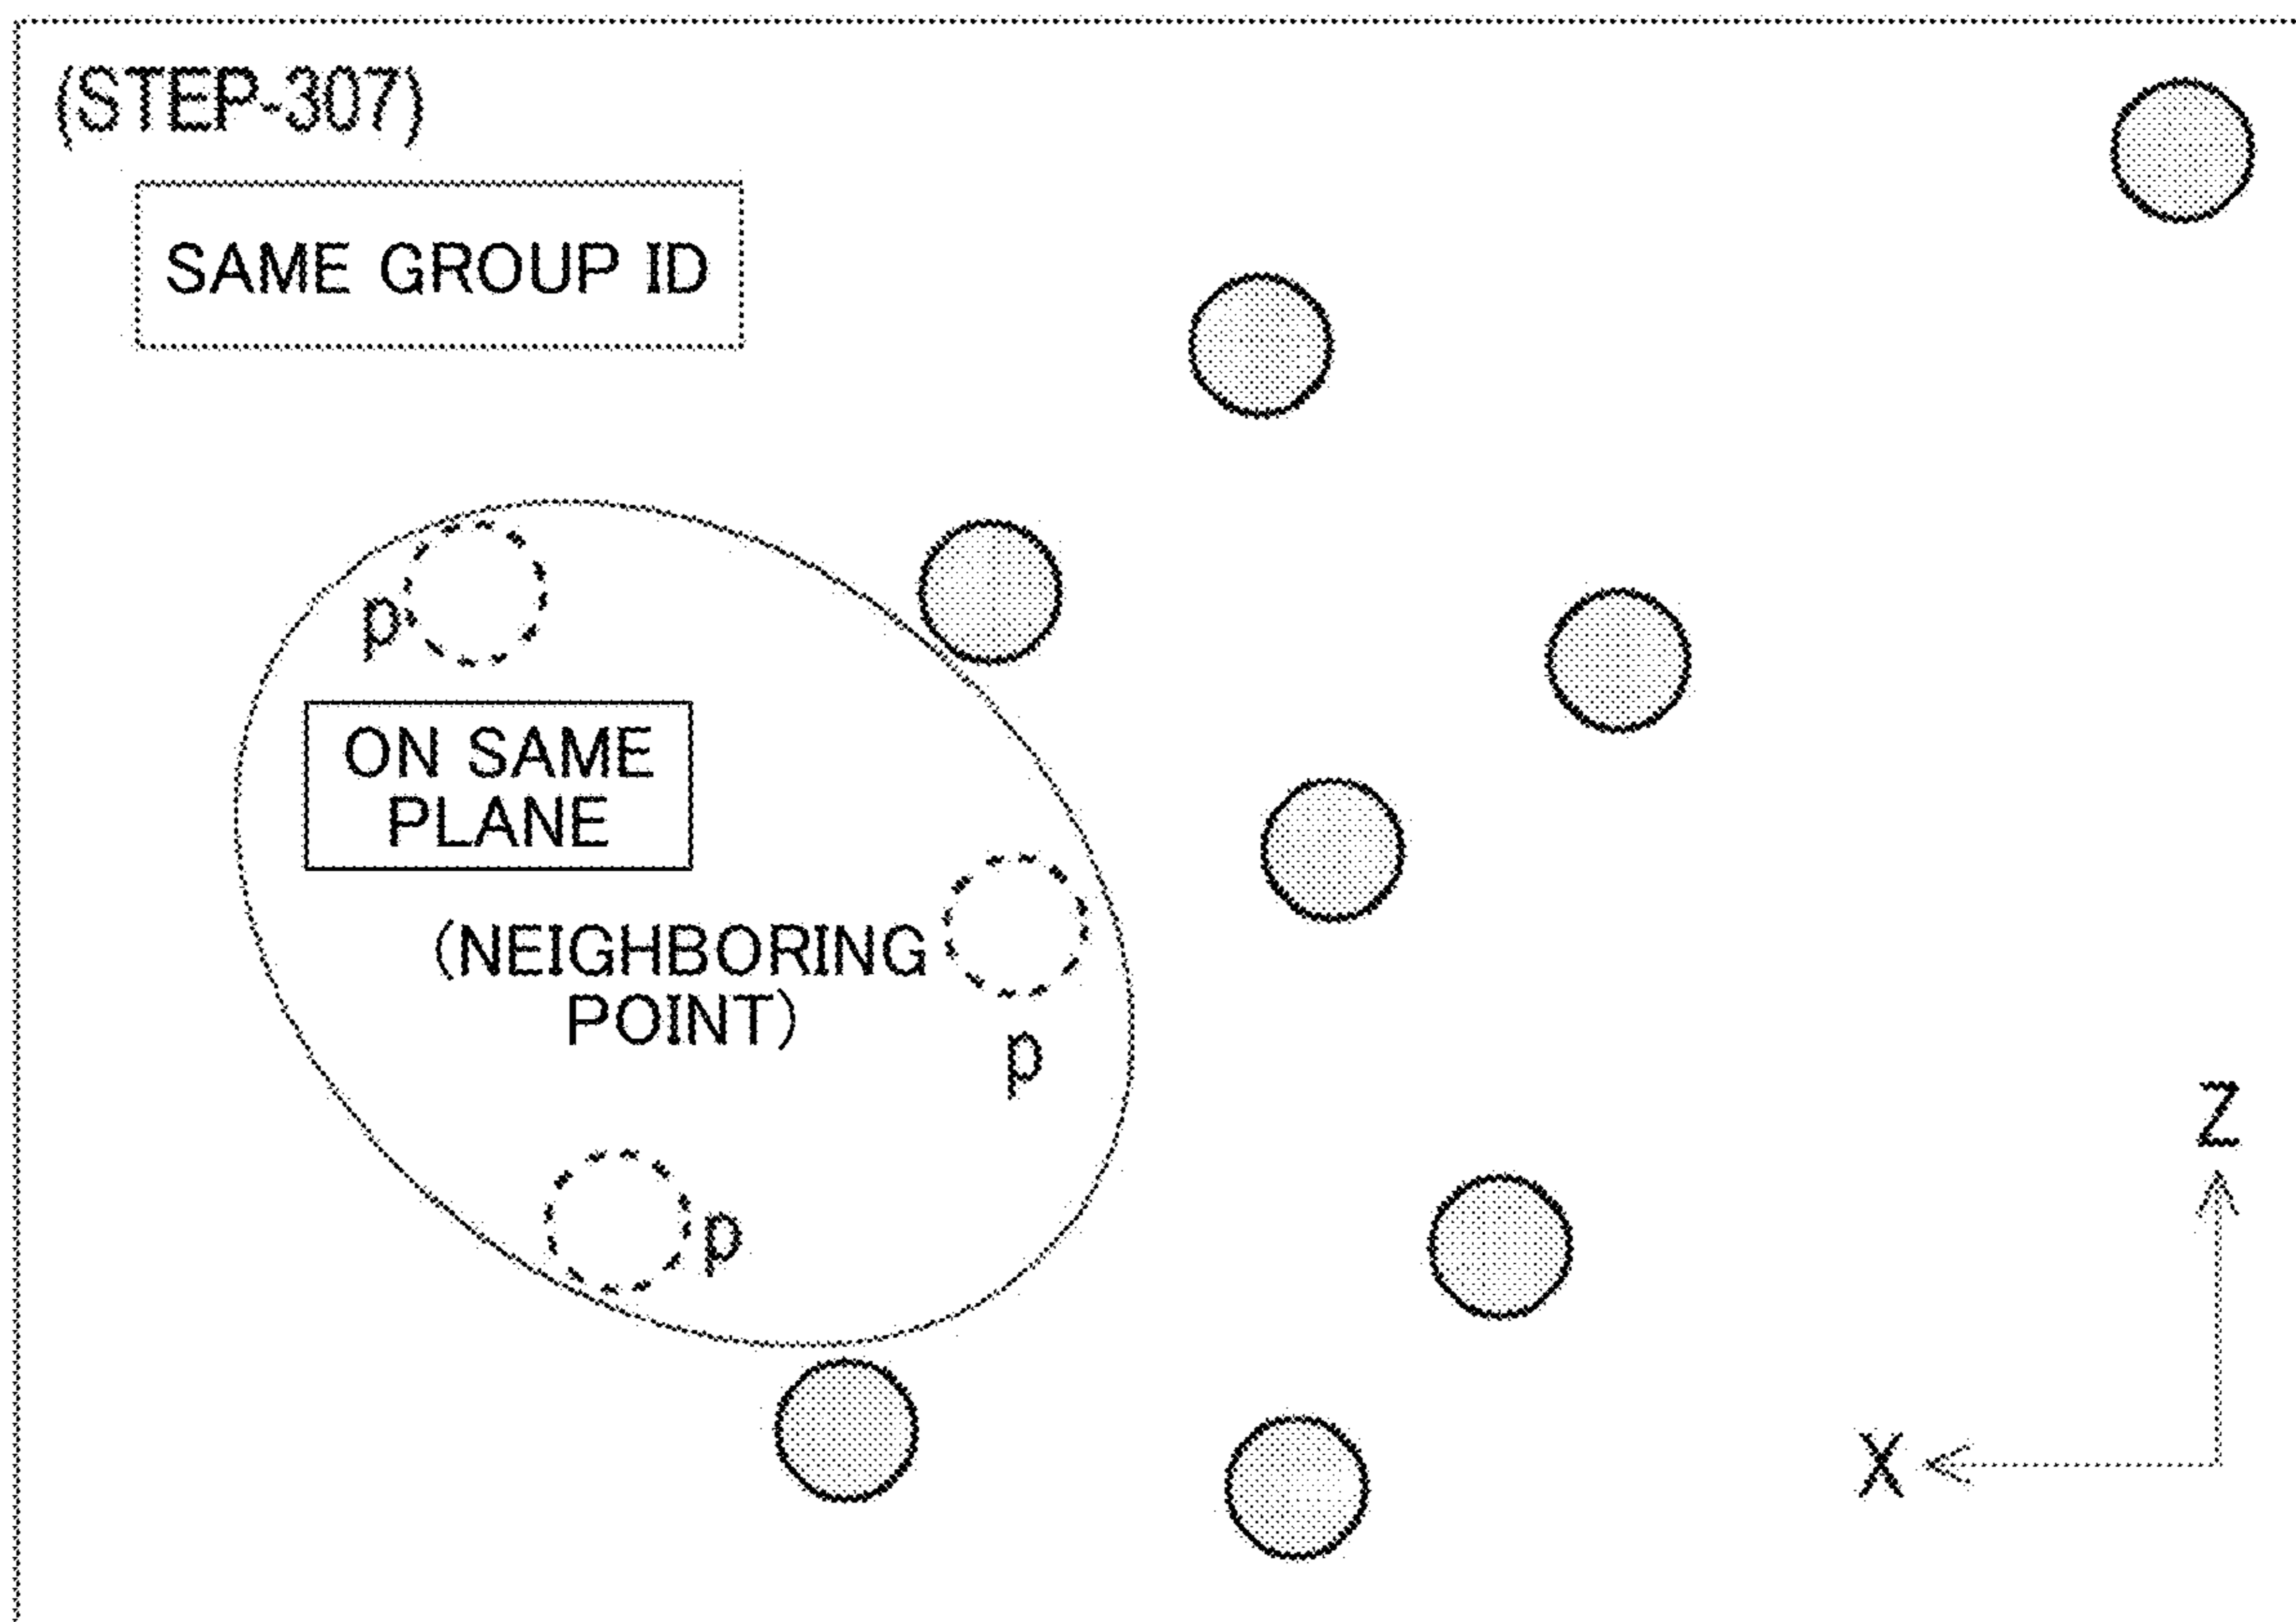 (STEP-307)
SAME GROUP ID
p
ON SAME
PLANE
(NEIGHBORING
POINT)
p
p
Z
X